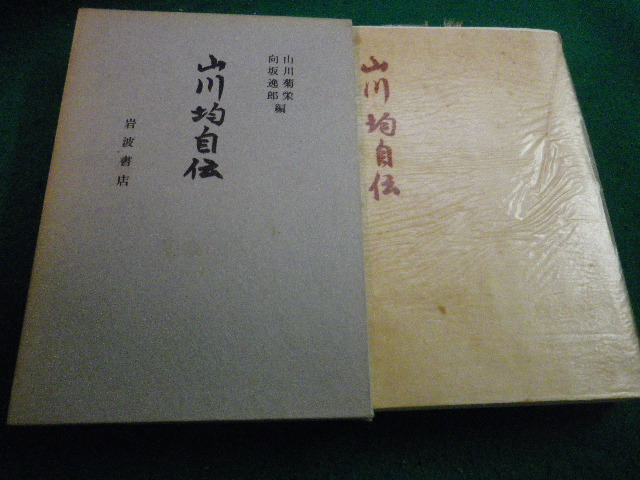 山川菊栄
向坂逸郎 編
山川均自伝
岩波書店
山川均自伝